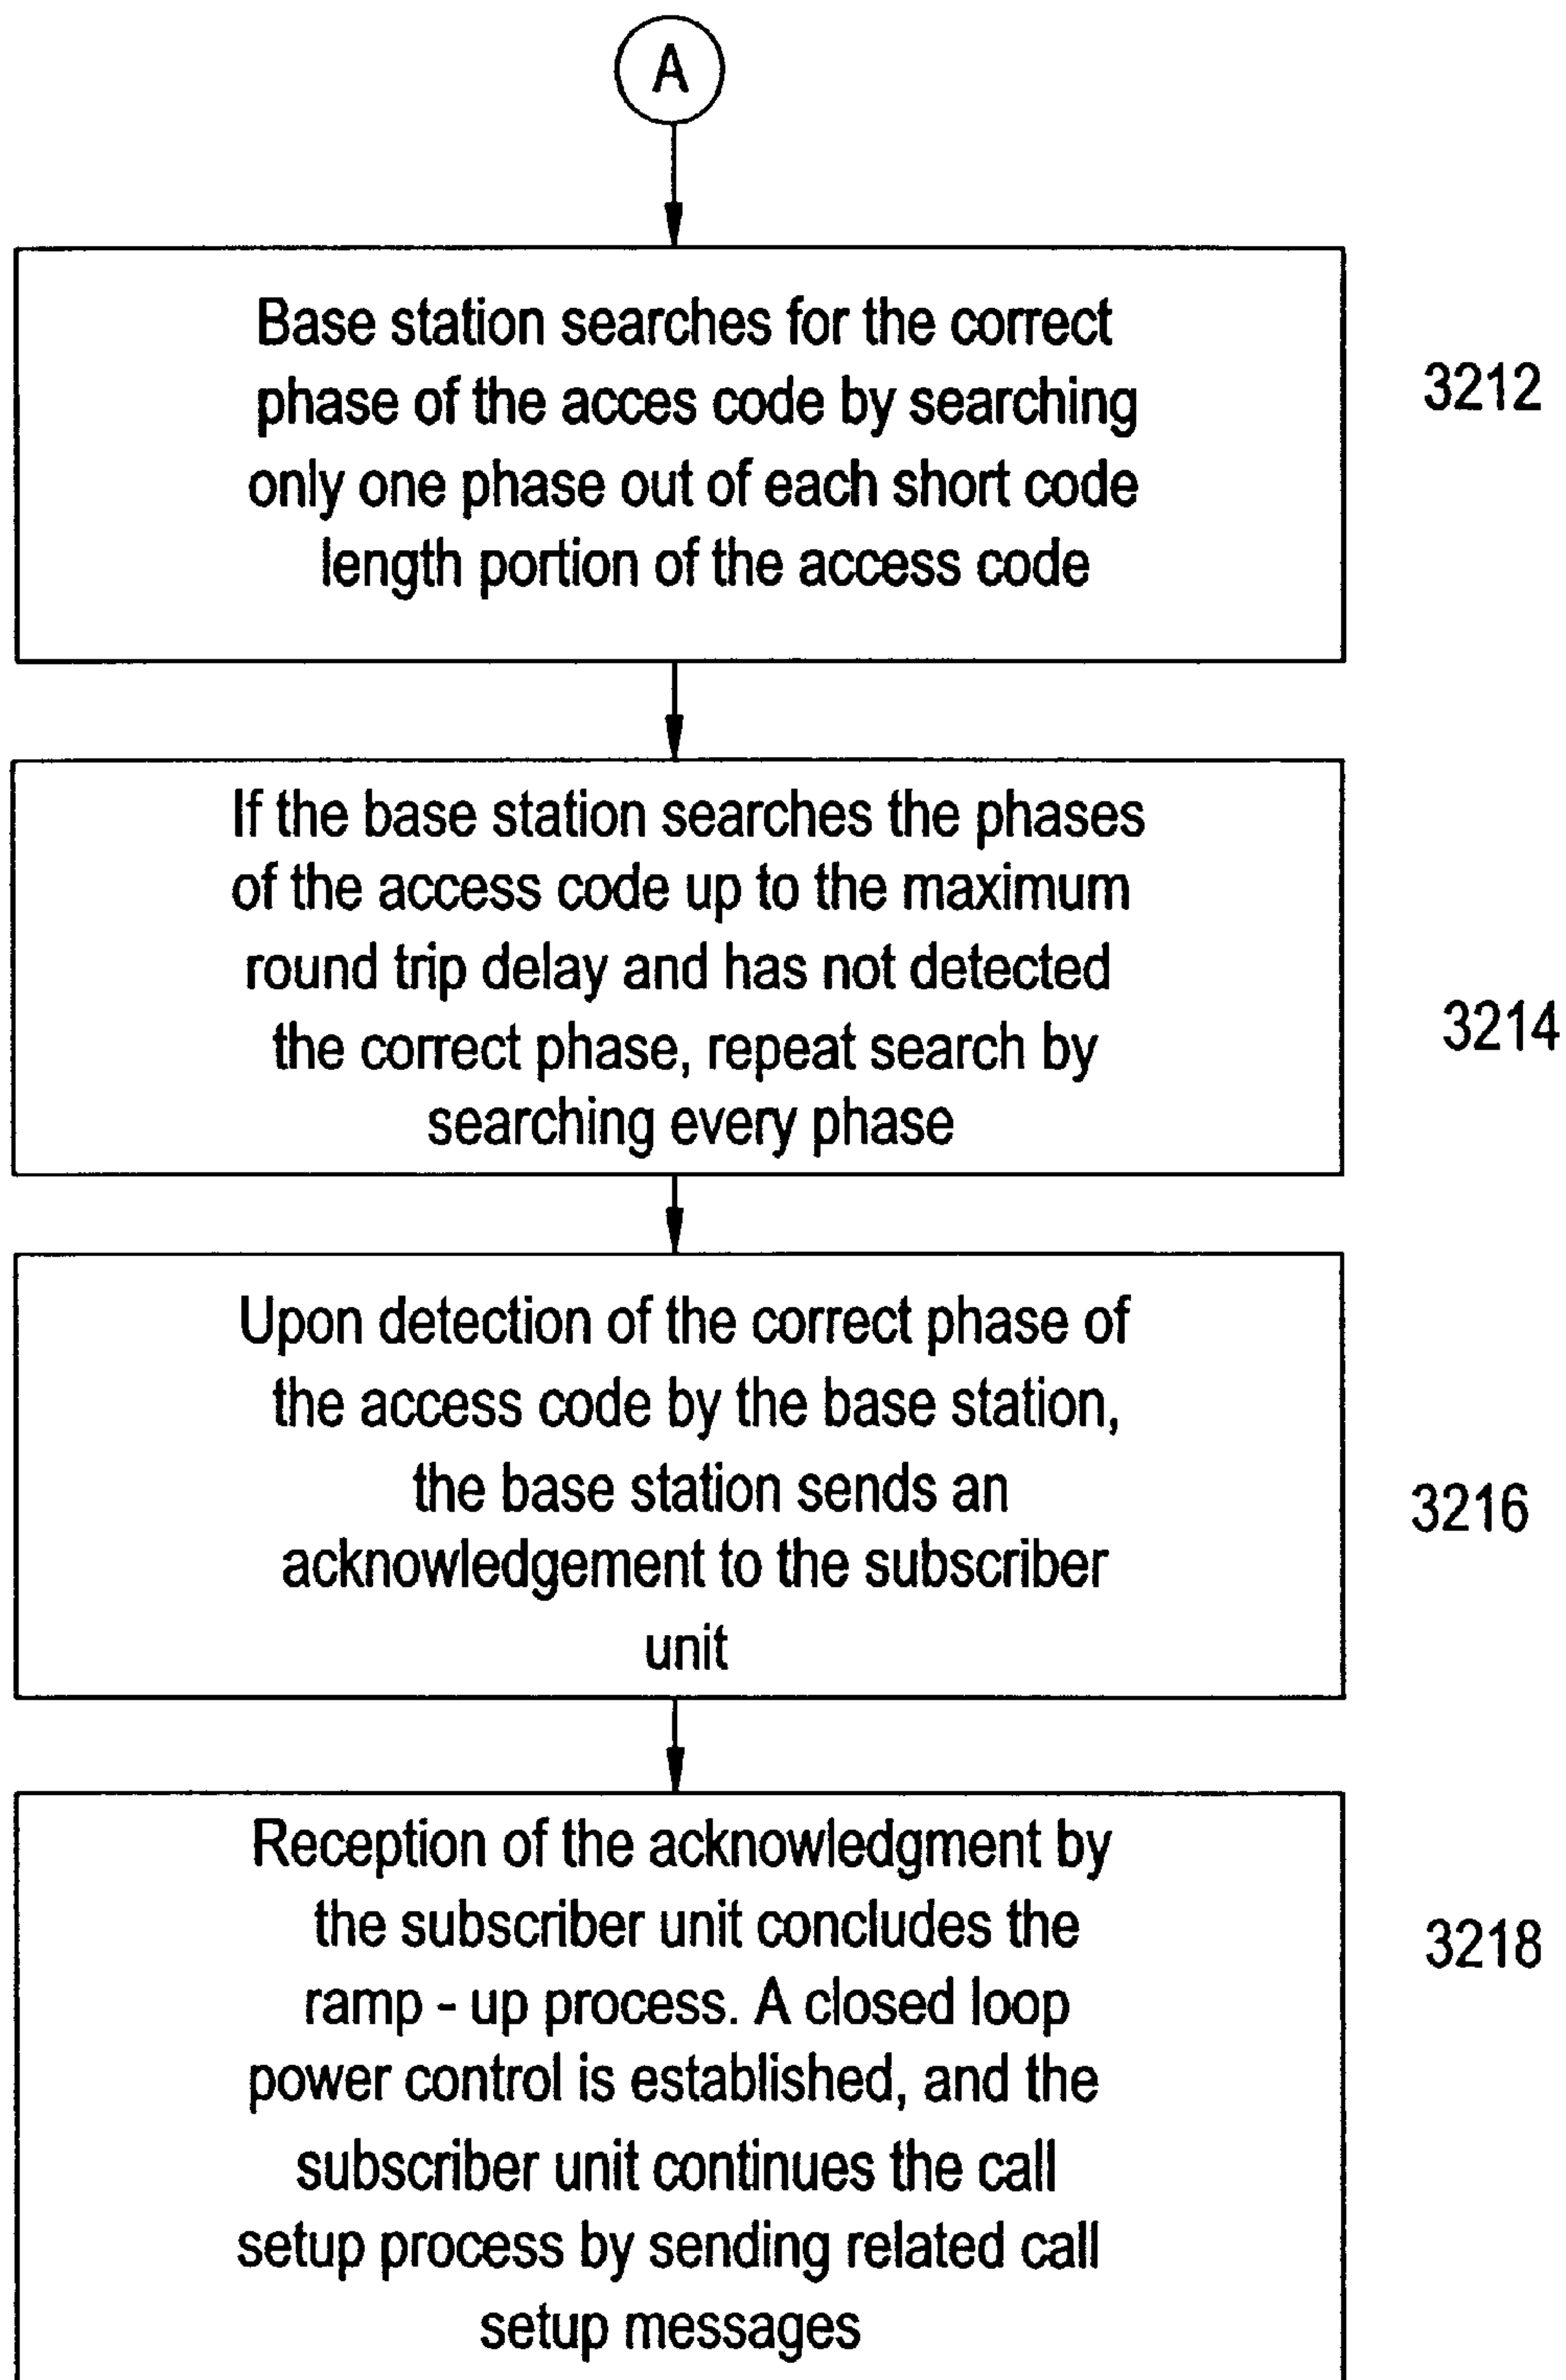 A
Base station searches for the correct
phase of the acces code by searching
only one phase out of each short code
length portion of the access code
3212
If the base station searches the phases
of the access code up to the maximum
round trip delay and has not detected
the correct phase, repeat search by
searching every phase
3214
Upon detection of the correct phase of
the access code by the base station,
the base station sends an
acknowledgement to the subscriber
unit
3216
Reception of the acknowledgment by
the subscriber unit concludes the
ramp - up process. A closed loop
power control is established, and the
subscriber unit continues the call
setup process by sending related call
setup messages
3218